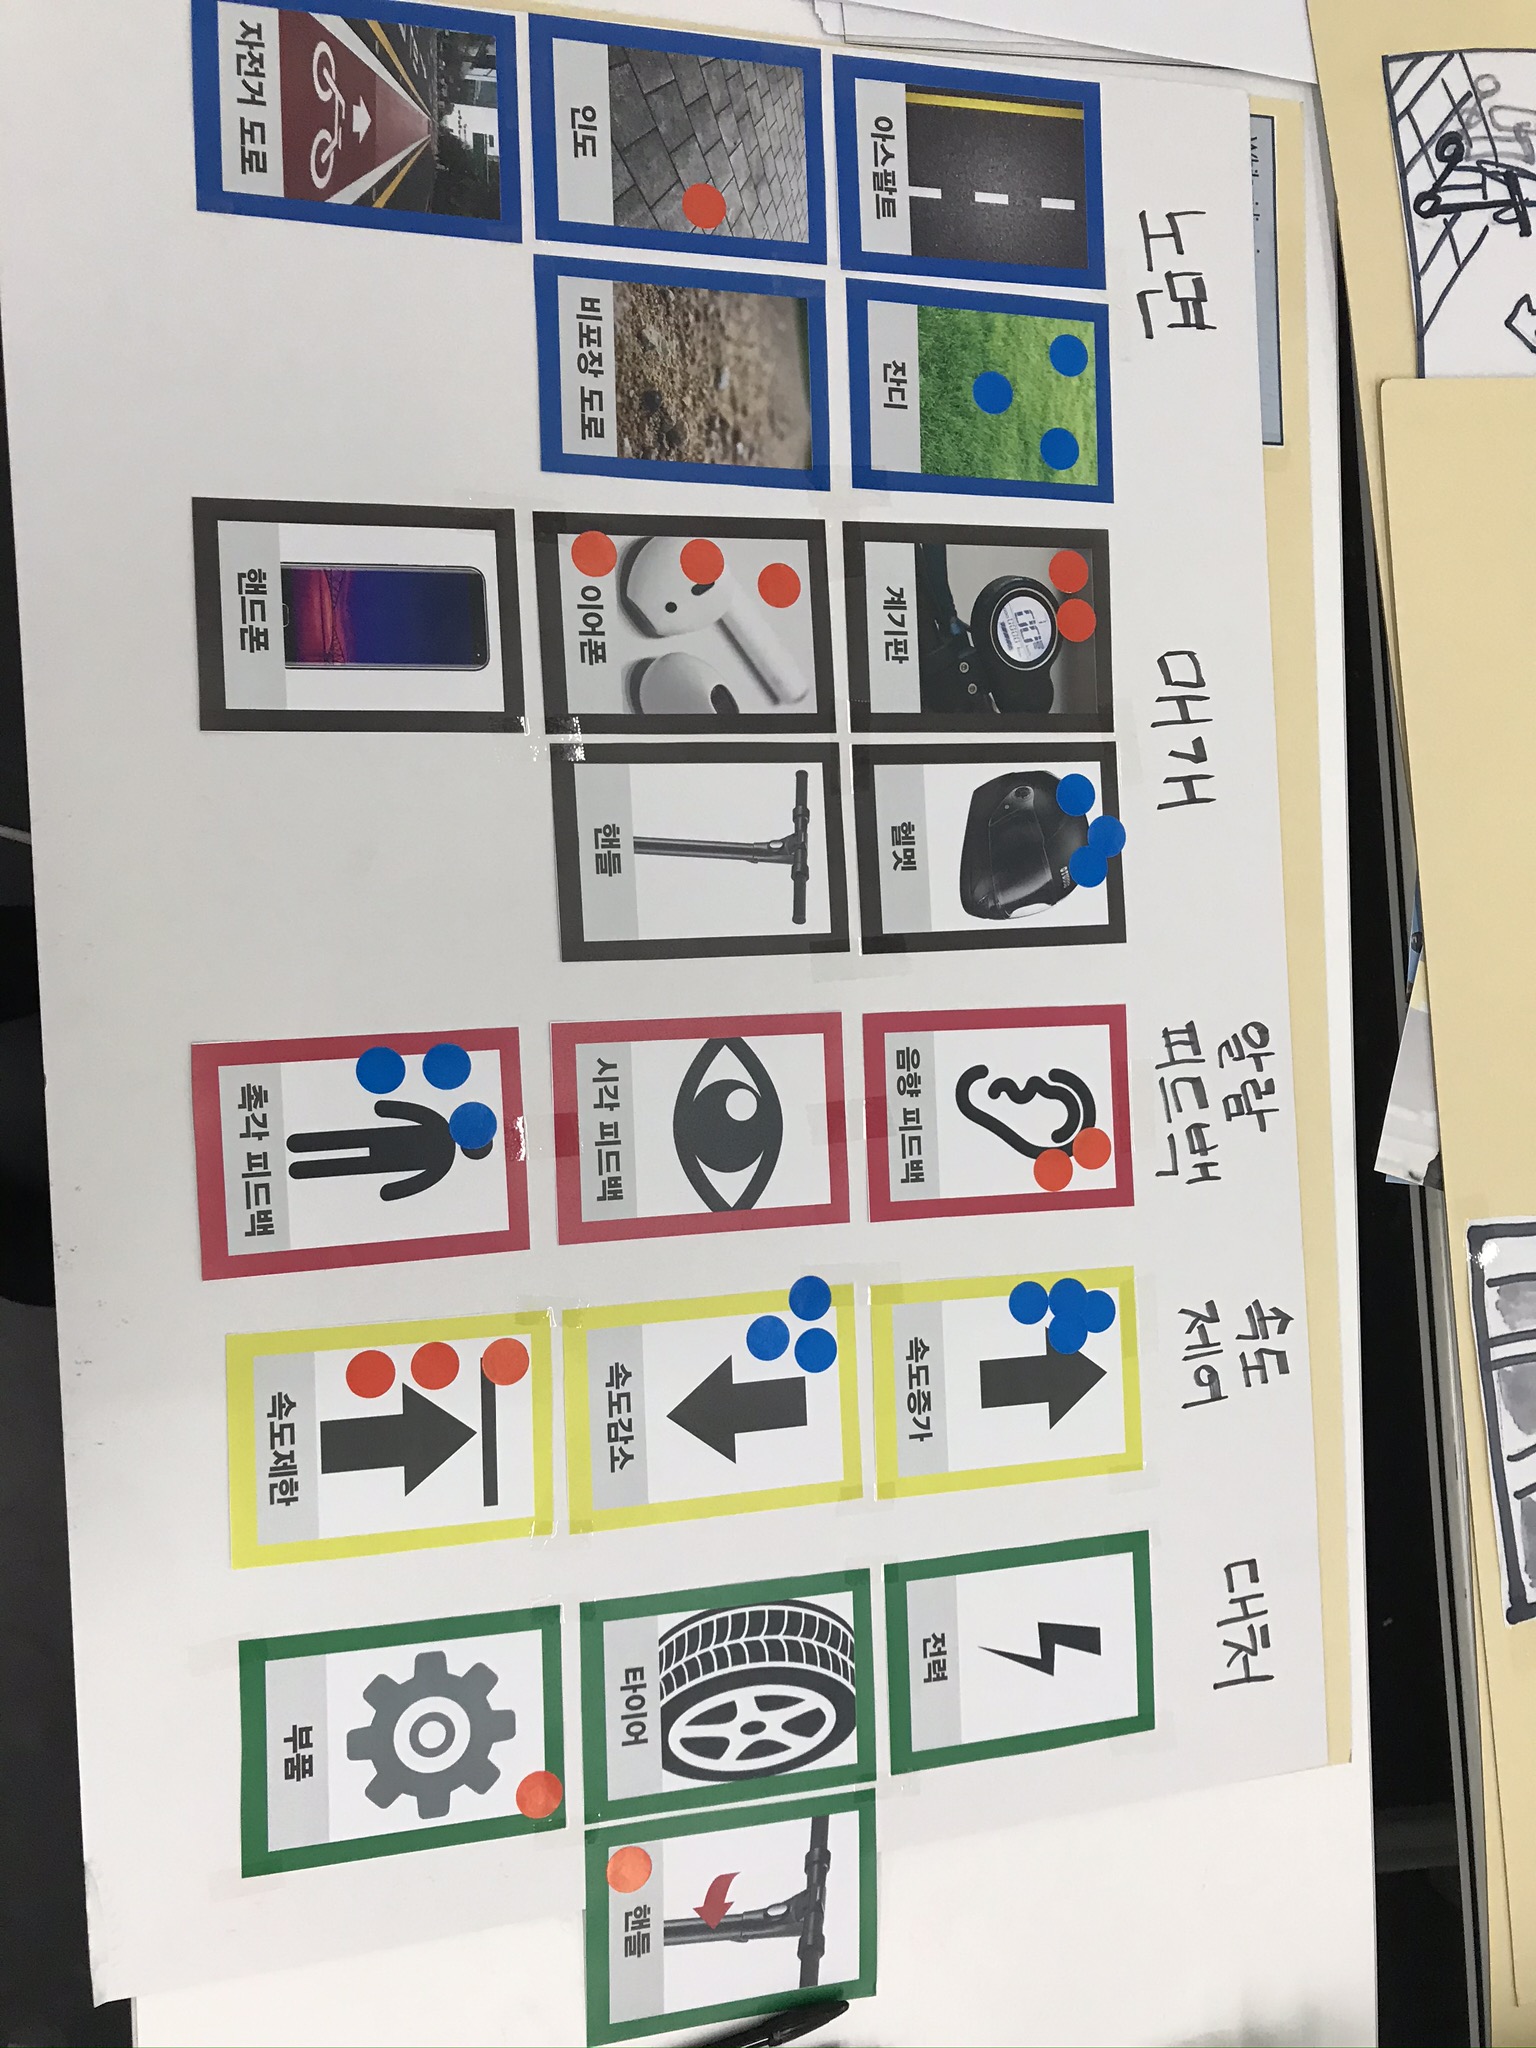 노면
아스팔트
잔디
인도
비포장 도로
자전거 도로
매개
계기판
헬멧
이어폰
핸들
핸드폰
알람
피드백
음향 피드백
시각 피드백
촉각 피드백
속도
제어
속도증가
속도감소
속도제한
대처
전력
타이어
핸들
부품